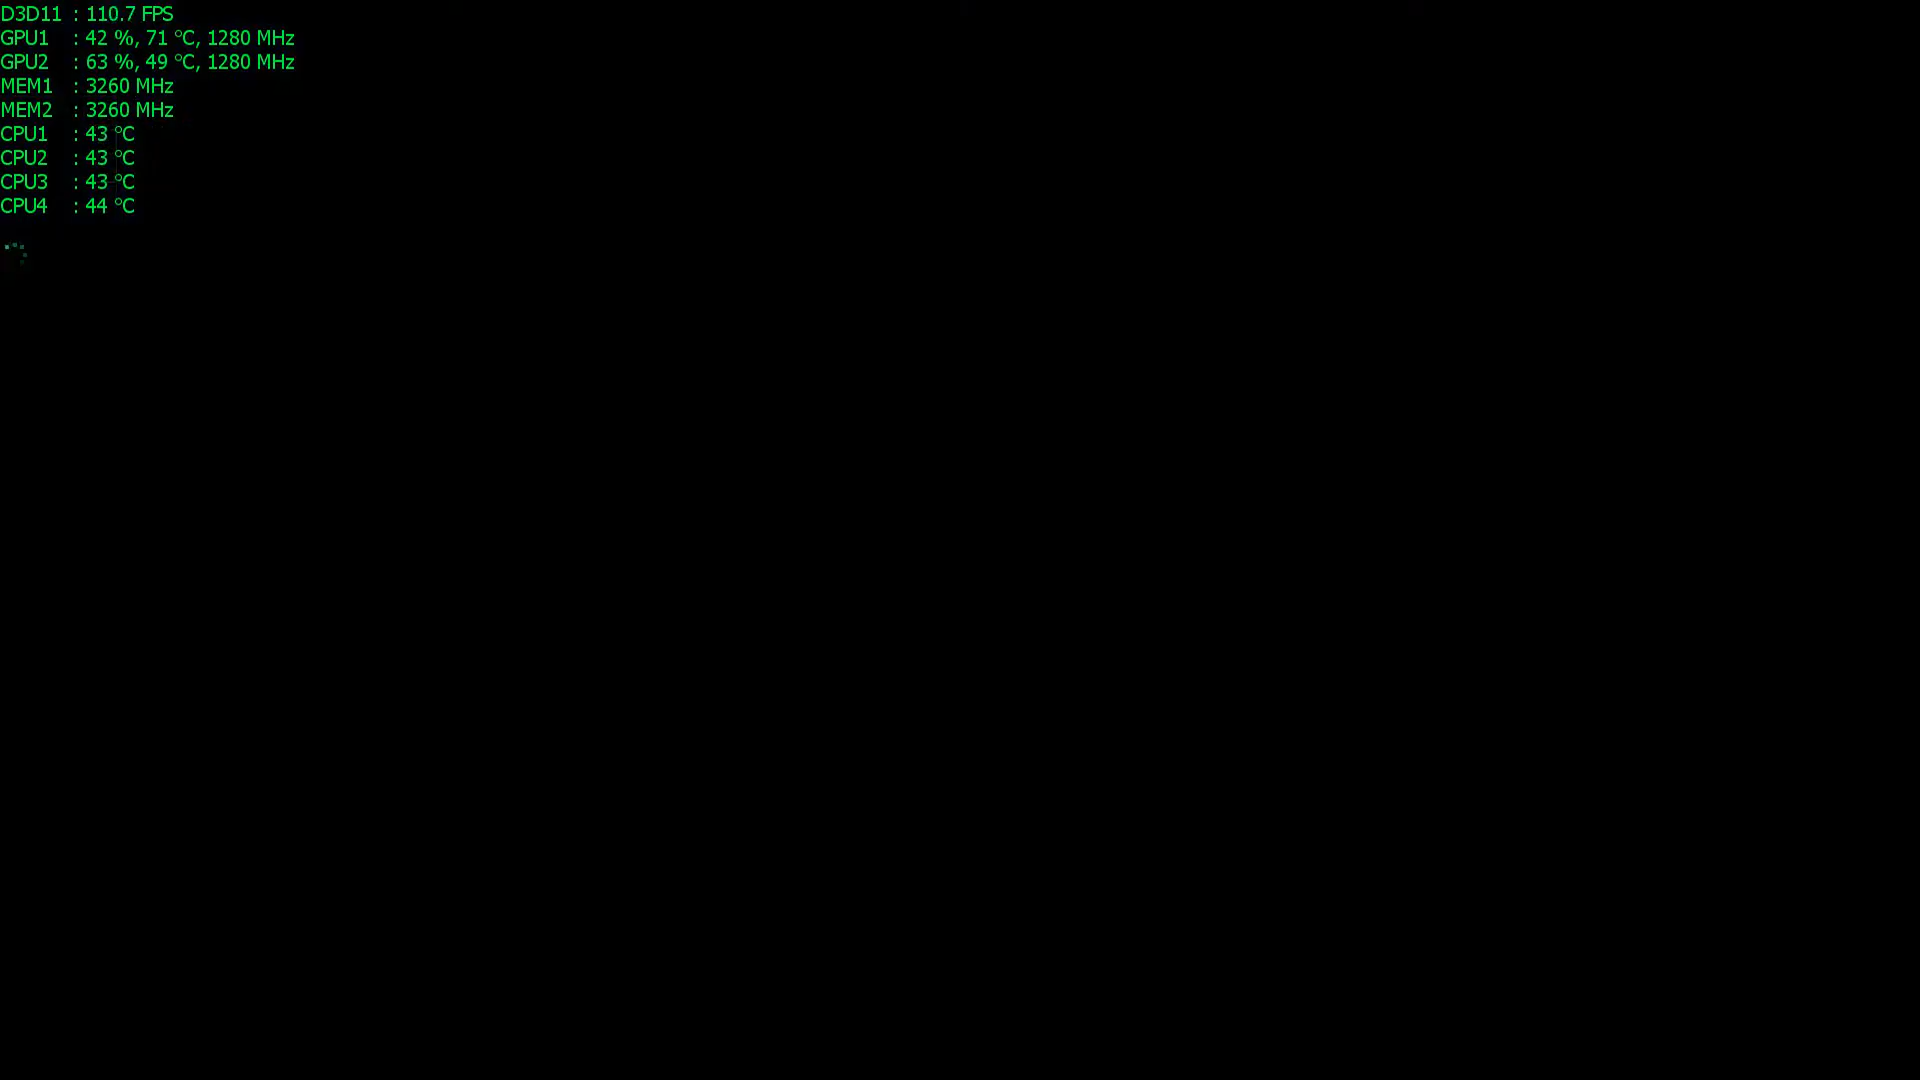 D3D11 : 110.7 FPS
GPU1 : 42 %, 71 °C, 1280 MHz
GPU2 : 63 %, 49 °C, 1280 MHz
MEM1 : 3260 MHz
MEM2 : 3260 MHz
CPU1 : 43 °C
CPU2 : 43 °C
CPU3 : 43 °C
CPU4 : 44 °C